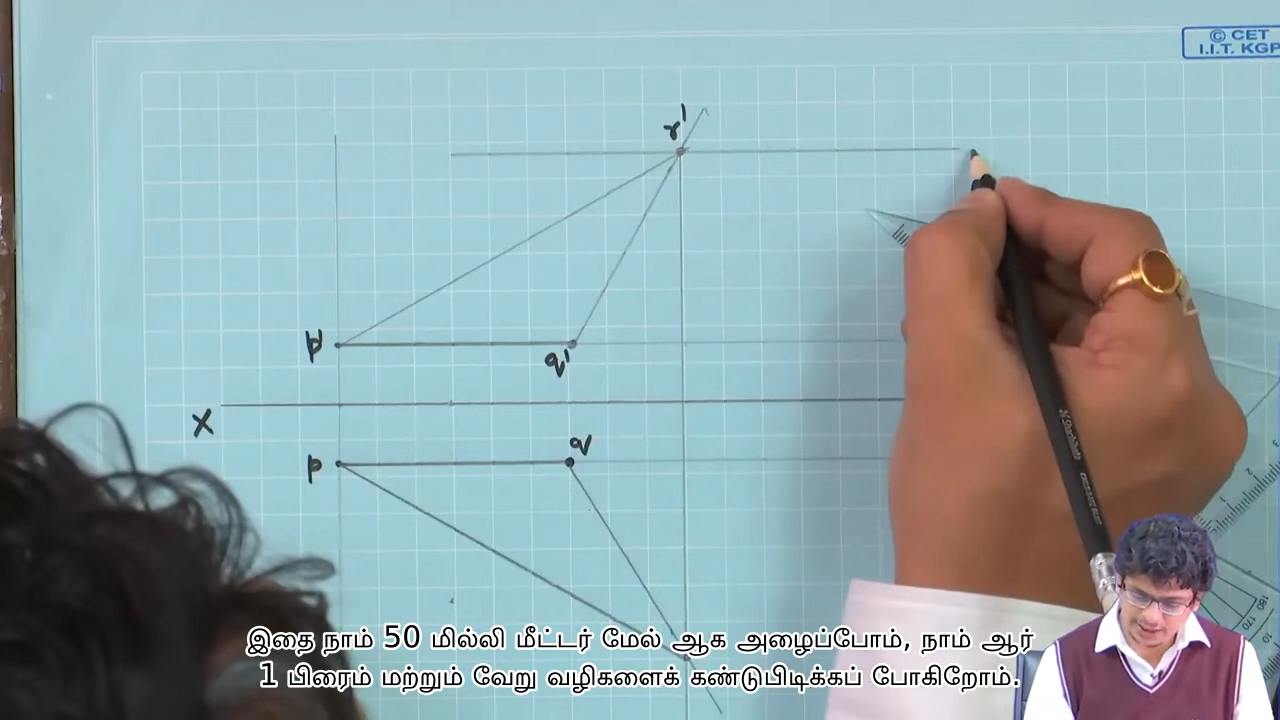 © CET
I.I.T. KGP
r'
p'
q'
X
q
p
இதை நாம் 50 மில்லி மீட்டர் மேல் ஆக அழைப்போம், நாம் ஆர்
1 பிரைம் மற்றும் வேறு வழிகளைக் கண்டுபிடிக்கப் போகிறோம்.